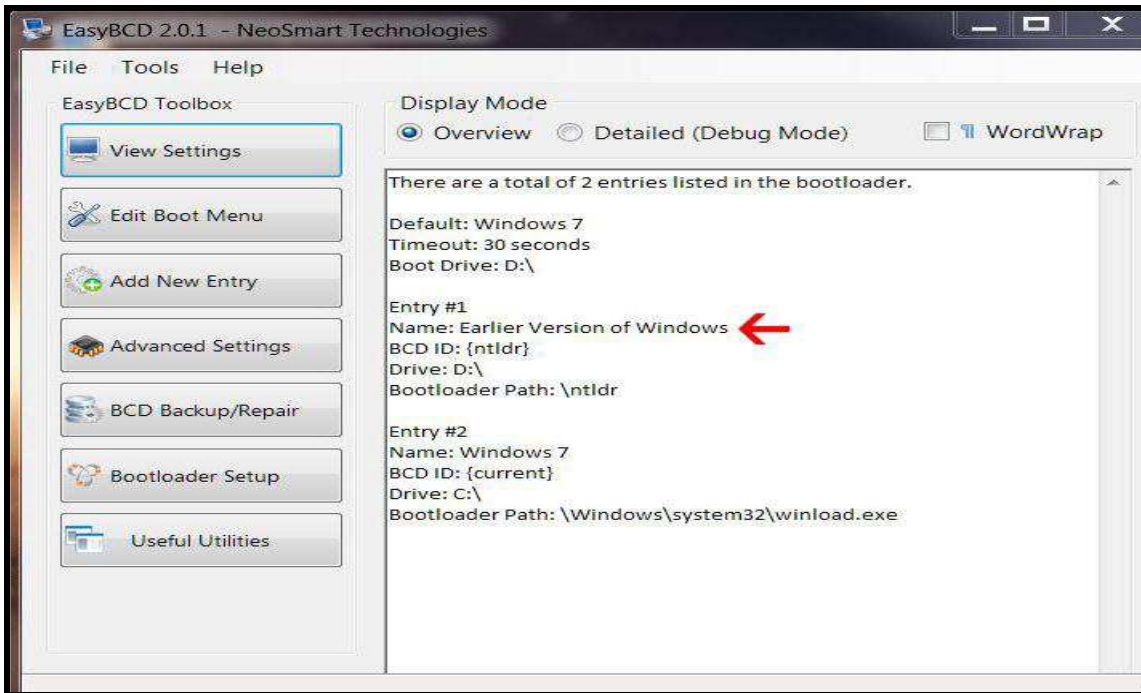 EasyBCD 2.0.1 - NeoSmart Technologies
File Tools Help
EasyBCD Toolbox
View Settings
Edit Boot Menu
Add New Entry
Advanced Settings
BCD Backup/Repair
Bootloader Setup
Useful Utilities
Display Mode
Overview Detailed (Debug Mode) ¶ WordWrap
There are a total of 2 entries listed in the bootloader.
Default: Windows 7
Timeout: 30 seconds
Boot Drive: D:\
Entry #1
Name: Earlier Version of Windows
BCD ID: {ntldr}
Drive: D:\
Bootloader Path: \ntldr
Entry #2
Name: Windows 7
BCD ID: {current}
Drive: C:\
Bootloader Path: \Windows\system32\winload.exe